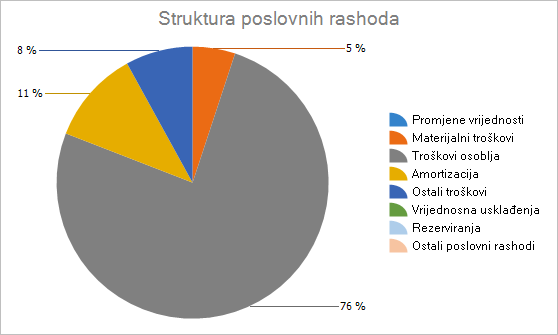 Struktura poslovnih rashoda
8 %
5 %
11 %
76 %
Promjene vrijednosti
Materijalni troškovi
Troškovi osoblja
Amortizacija
Ostali troškovi
Vrijednosna usklađenja
Rezerviranja
Ostali poslovni rashodi